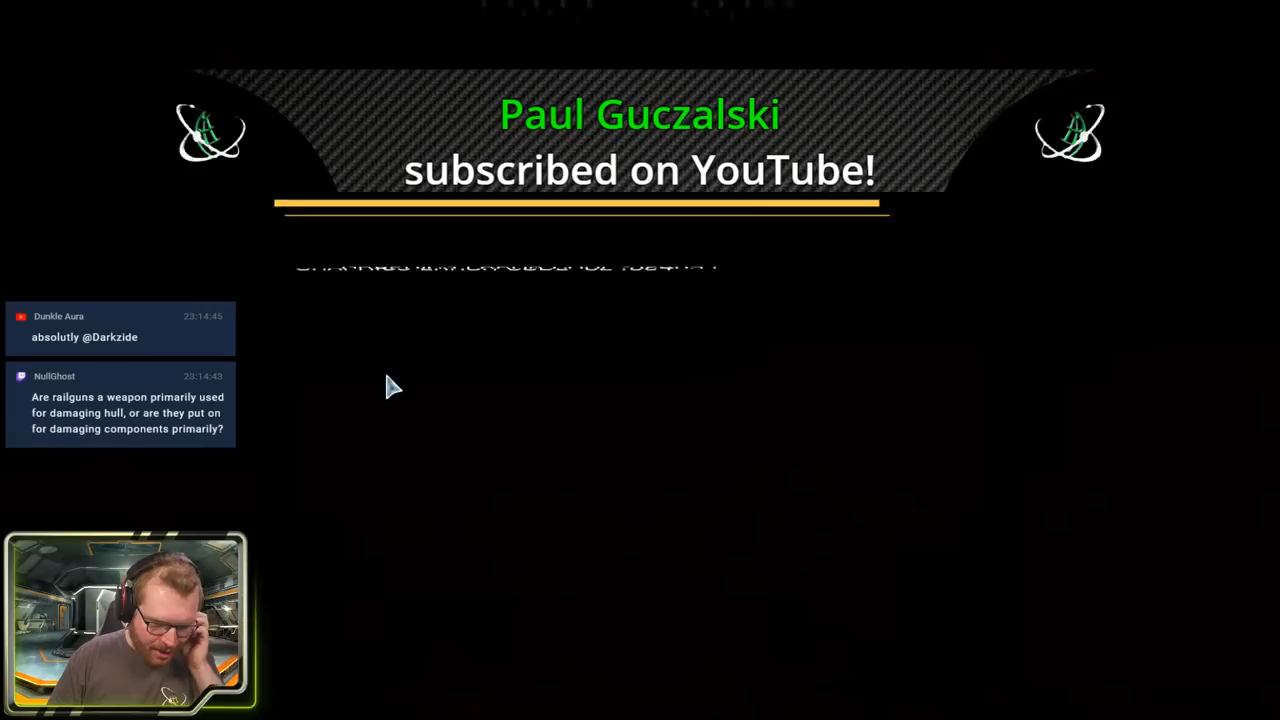 Paul Guczalski
subscribed on YouTube!
Dunkle Aura 23:14:45
absolutly @Darkzide
NullGhost 23:14:43
Are railguns a weapon primarily used
for damaging hull, or are they put on
for damaging components primarily?